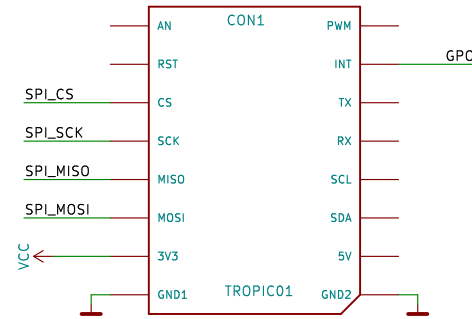 AN CON1 PWM
RST INT GPO
SPI_CS CS TX
SPI_SCK SCK RX
SPI_MISO MISO SCL
SPI_MOSI MOSI SDA
VCC 3V3 5V
GND1 TROPIC01 GND2